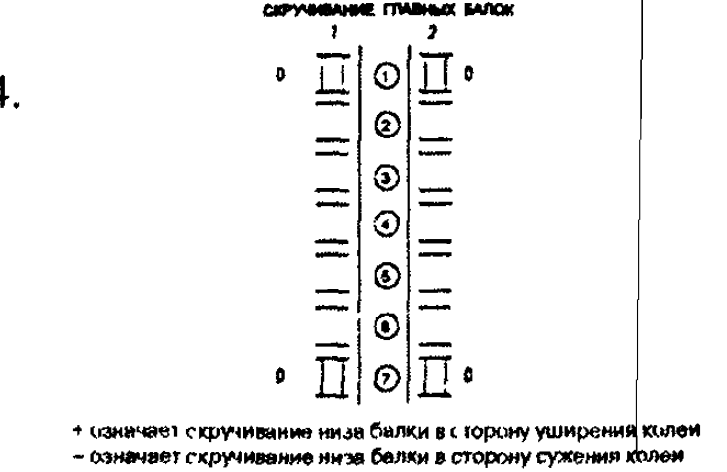 СКРУЧИВАНИЕ ГЛАВНЫХ БАЛОК
1 2
4.
0 1 0
2
3
4
5
6
0 7 0
+ означает скручивание низа балки в сторону уширения колеи
– означает скручивание низа балки в сторону сужения колеи